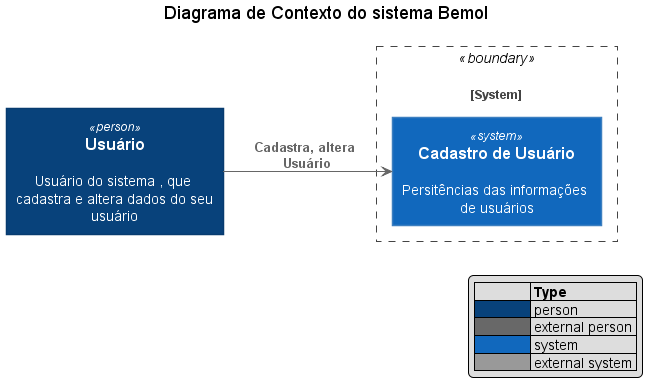 Diagrama de Contexto do sistema Bemol
«boundary»
[System]
«person»
Usuário
Usuário do sistema , que
cadastra e altera dados do seu
usuário
Cadastra, altera
Usuário
«system»
Cadastro de Usuário
Persitências das informações
de usuários
Type
person
external person
system
external system